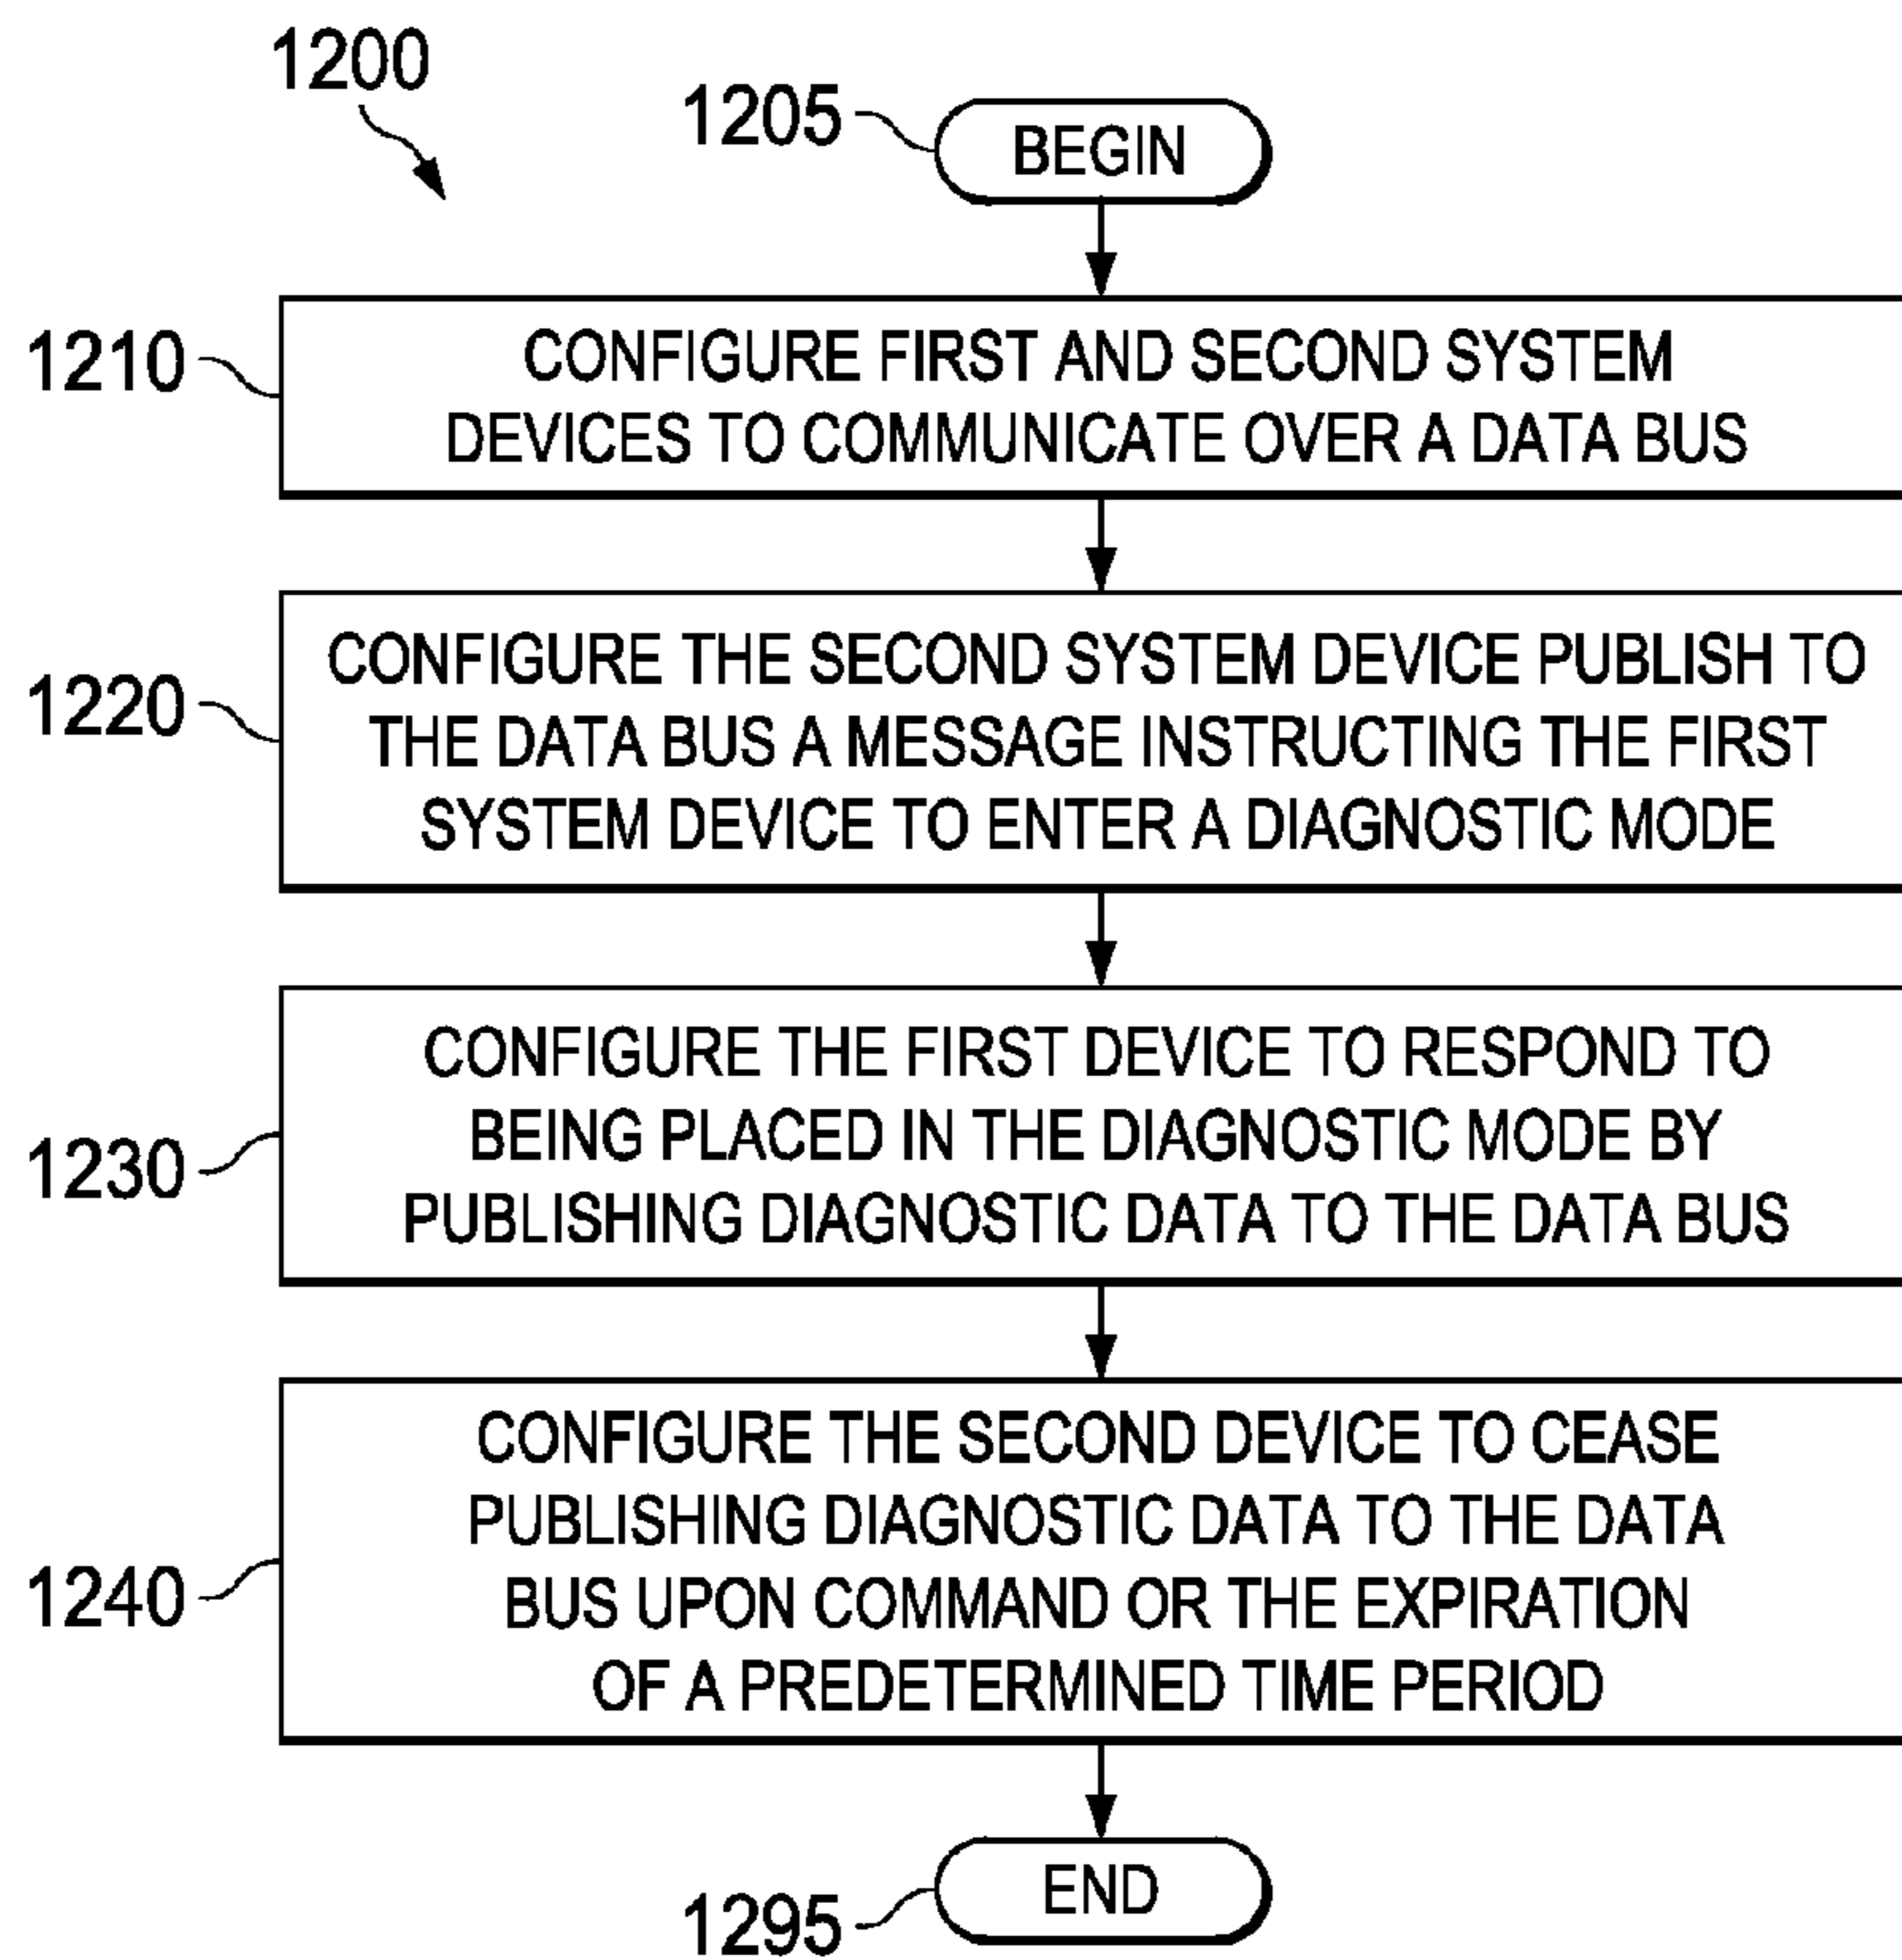 1200
1205
BEGIN
1210
CONFIGURE FIRST AND SECOND SYSTEM
DEVICES TO COMMUNICATE OVER A DATA BUS
1220
CONFIGURE THE SECOND SYSTEM DEVICE PUBLISH TO
THE DATA BUS A MESSAGE INSTRUCTING THE FIRST
SYSTEM DEVICE TO ENTER A DIAGNOSTIC MODE
1230
CONFIGURE THE FIRST DEVICE TO RESPOND TO
BEING PLACED IN THE DIAGNOSTIC MODE BY
PUBLISHING DIAGNOSTIC DATA TO THE DATA BUS
1240
CONFIGURE THE SECOND DEVICE TO CEASE
PUBLISHING DIAGNOSTIC DATA TO THE DATA
BUS UPON COMMAND OR THE EXPIRATION
OF A PREDETERMINED TIME PERIOD
1295
END